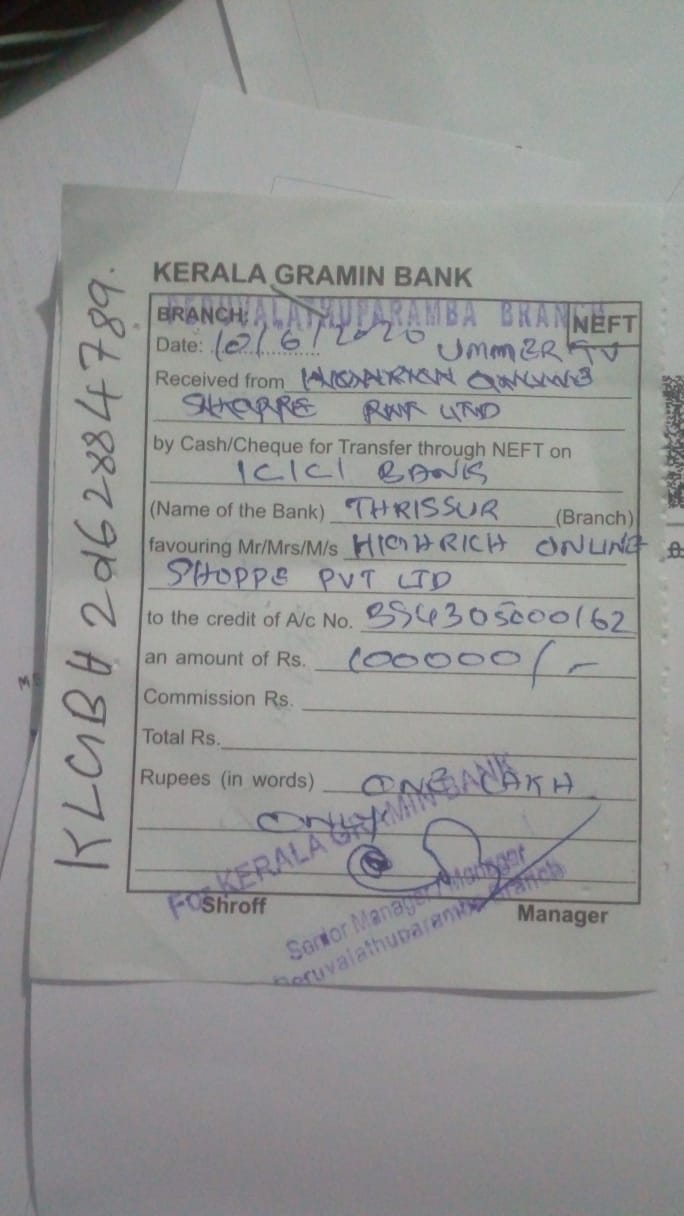 KERALA GRAMIN BANK
BRANCH: PERUVALATHUPARAMBA BRANCH
NEFT
Date: 10/6/2020 UMMER TV
Received from HIGHRICH ONLINE
SHOPPE PVT LTD
by Cash/Cheque for Transfer through NEFT on
ICICI BANK
(Name of the Bank) THRISSUR (Branch)
favouring Mr/Mrs/M/s HIGHRICH ONLINE
SHOPPE PVT LTD
to the credit of A/c No. 354305000162
an amount of Rs. 100000/-
Commission Rs.
Total Rs.
Rupees (in words) ONE LAKH
ONLY
For KERALA GRAMIN BANK
Shroff
Manager
Senior Manager / Manager
Peruvalathuparamba Branch